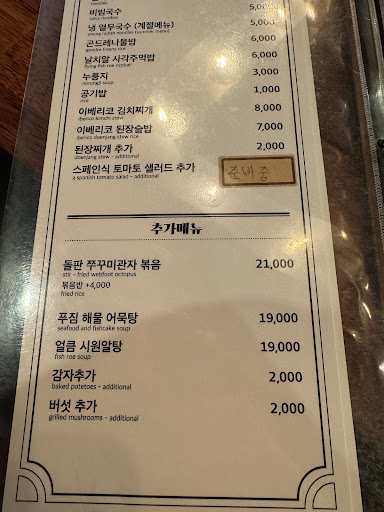 noodles
비빔국수 5,000
spicy noodles
냉 열무국수 (계절메뉴) 5,000
young radish noodles (summer menu)
곤드레나물밥 6,000
날치알 사각주먹밥 6,000
flying fish roe riceball
누룽지 3,000
nurungji soup
공기밥 1,000
rice
이베리코 김치찌개 8,000
iberico kimchi stew
이베리코 된장술밥 7,000
iberico doenjang stew rice
된장찌개 추가 2,000
doenjang stew - additional
스페인식 토마토 샐러드 추가 준비중
a spanish tomato salad - additional
추가메뉴
돌판 쭈꾸미관자 볶음 21,000
stir - fried webfoot octopus
볶음밥 +4,000
fried rice
푸짐 해물 어묵탕 19,000
seafood and fishcake soup
얼큼 시원알탕 19,000
fish roe soup
감자추가 2,000
baked potetoes - additional
버섯 추가 2,000
grilled mushrooms - additional